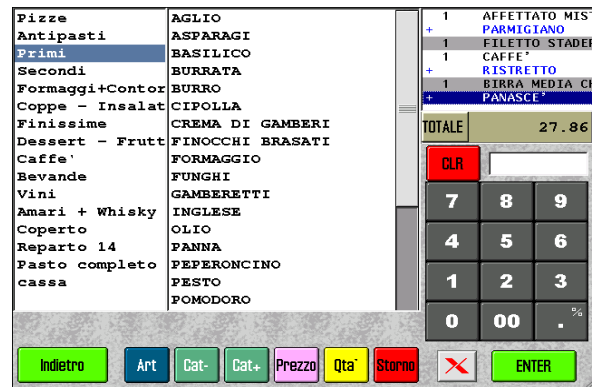 Pizze
Antipasti
Primi
Secondi
Formaggi+Contor
Coppe - Insalat
Finissime
Dessert - Frutt
Caffe'
Bevande
Vini
Amari + Whisky
Coperto
Reparto 14
Pasto completo
cassa
AGLIO
ASPARAGI
BASILICO
BURRATA
BURRO
CIPOLLA
CREMA DI GAMBERI
FINOCCHI BRASATI
FORMAGGIO
FUNGHI
GAMBERETTI
INGLESE
OLIO
PANNA
PEPERONCINO
PESTO
POMODORO
1 AFFETTATO MIS
+ PARMIGIANO
1 FILETTO STADE
1 CAFFE'
+ RISTRETTO
1 BIRRA MEDIA C
+ PANASCE'
TOTALE 27.86
CLR
7 8 9
4 5 6
1 2 3
0 00 . %
Indietro Art Cat- Cat+ Prezzo Qta' Storno X ENTER